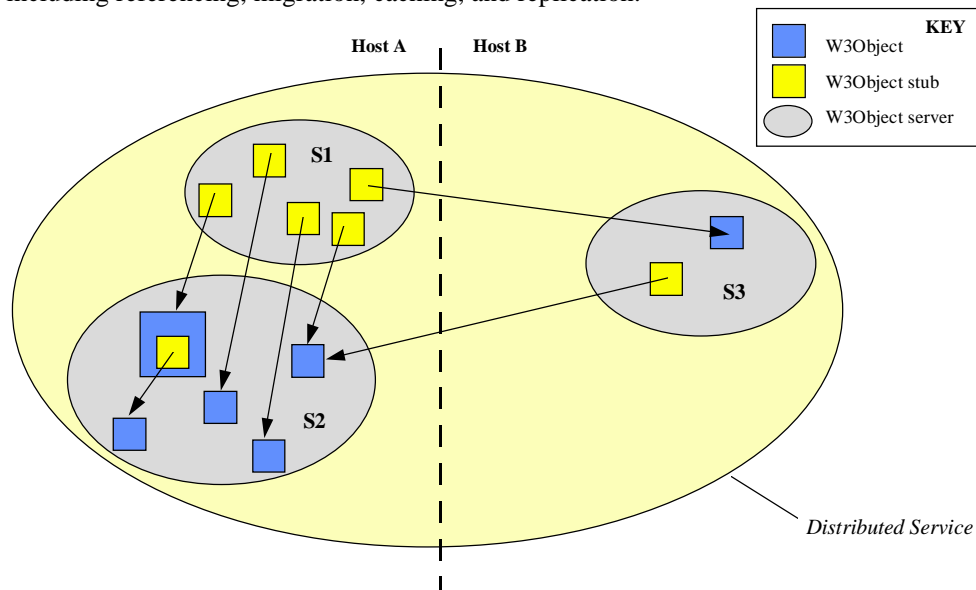 including referencing, migration, caching, and replication.
Host A
Host B
KEY
W3Object
W3Object stub
W3Object server
S1
S3
S2
Distributed Service